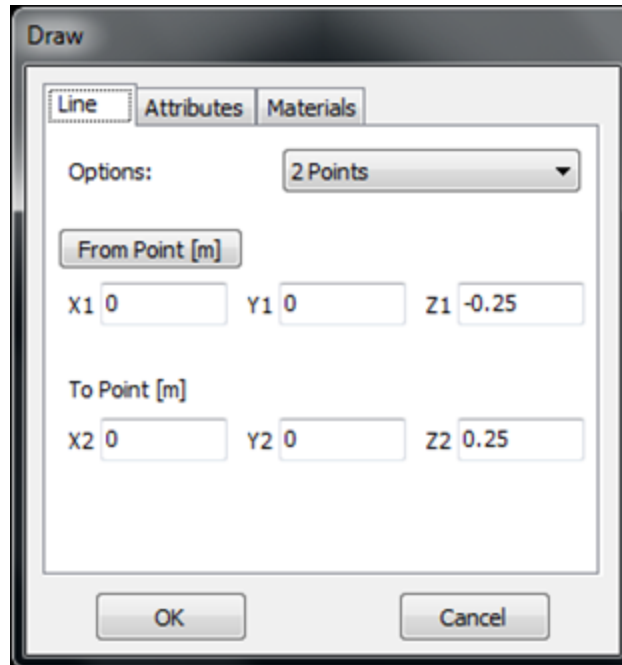 Draw
Line Attributes Materials
Options: 2 Points
From Point [m]
X1 0 Y1 0 Z1 -0.25
To Point [m]
X2 0 Y2 0 Z2 0.25
OK Cancel